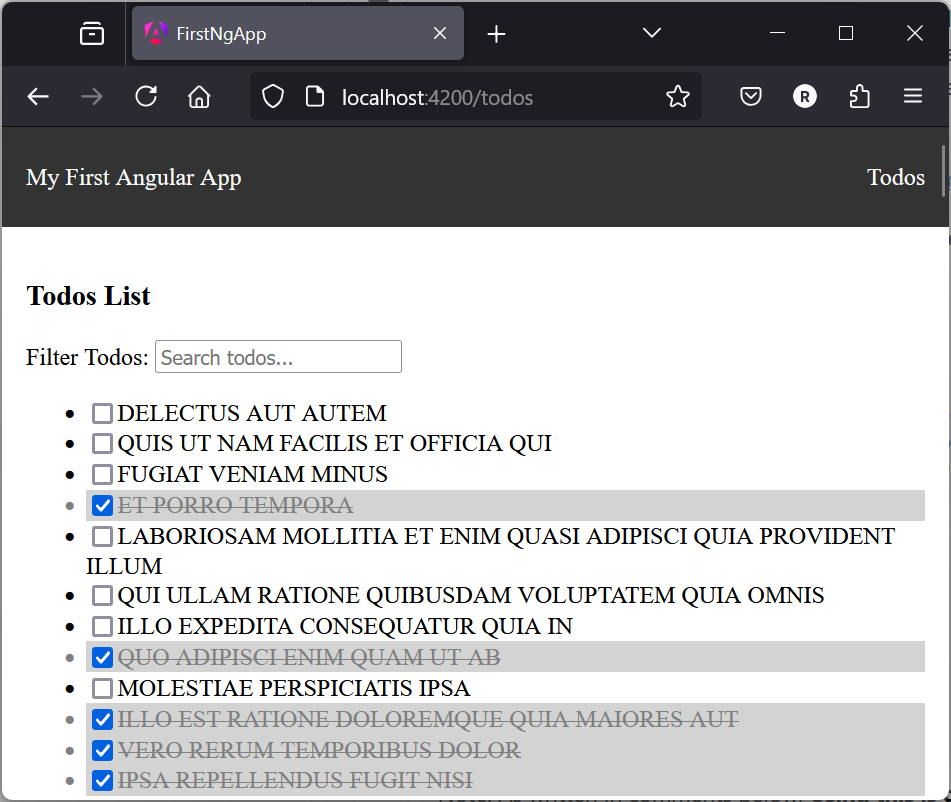 FirstNgApp
localhost:4200/todos
R
My First Angular App
Todos
Todos List
Filter Todos: Search todos...
DELECTUS AUT AUTEM
QUIS UT NAM FACILIS ET OFFICIA QUI
FUGIAT VENIAM MINUS
ET PORRO TEMPORA
LABORIOSAM MOLLITIA ET ENIM QUASI ADIPISCI QUIA PROVIDENT
ILLUM
QUI ULLAM RATIONE QUIBUSDAM VOLUPTATEM QUIA OMNIS
ILLO EXPEDITA CONSEQUATUR QUIA IN
QUO ADIPISCI ENIM QUAM UT AB
MOLESTIAE PERSPICIATIS IPSA
ILLO EST RATIONE DOLOREMQUE QUIA MAIORES AUT
VERO RERUM TEMPORIBUS DOLOR
IPSA REPELLENDUS FUGIT NISI